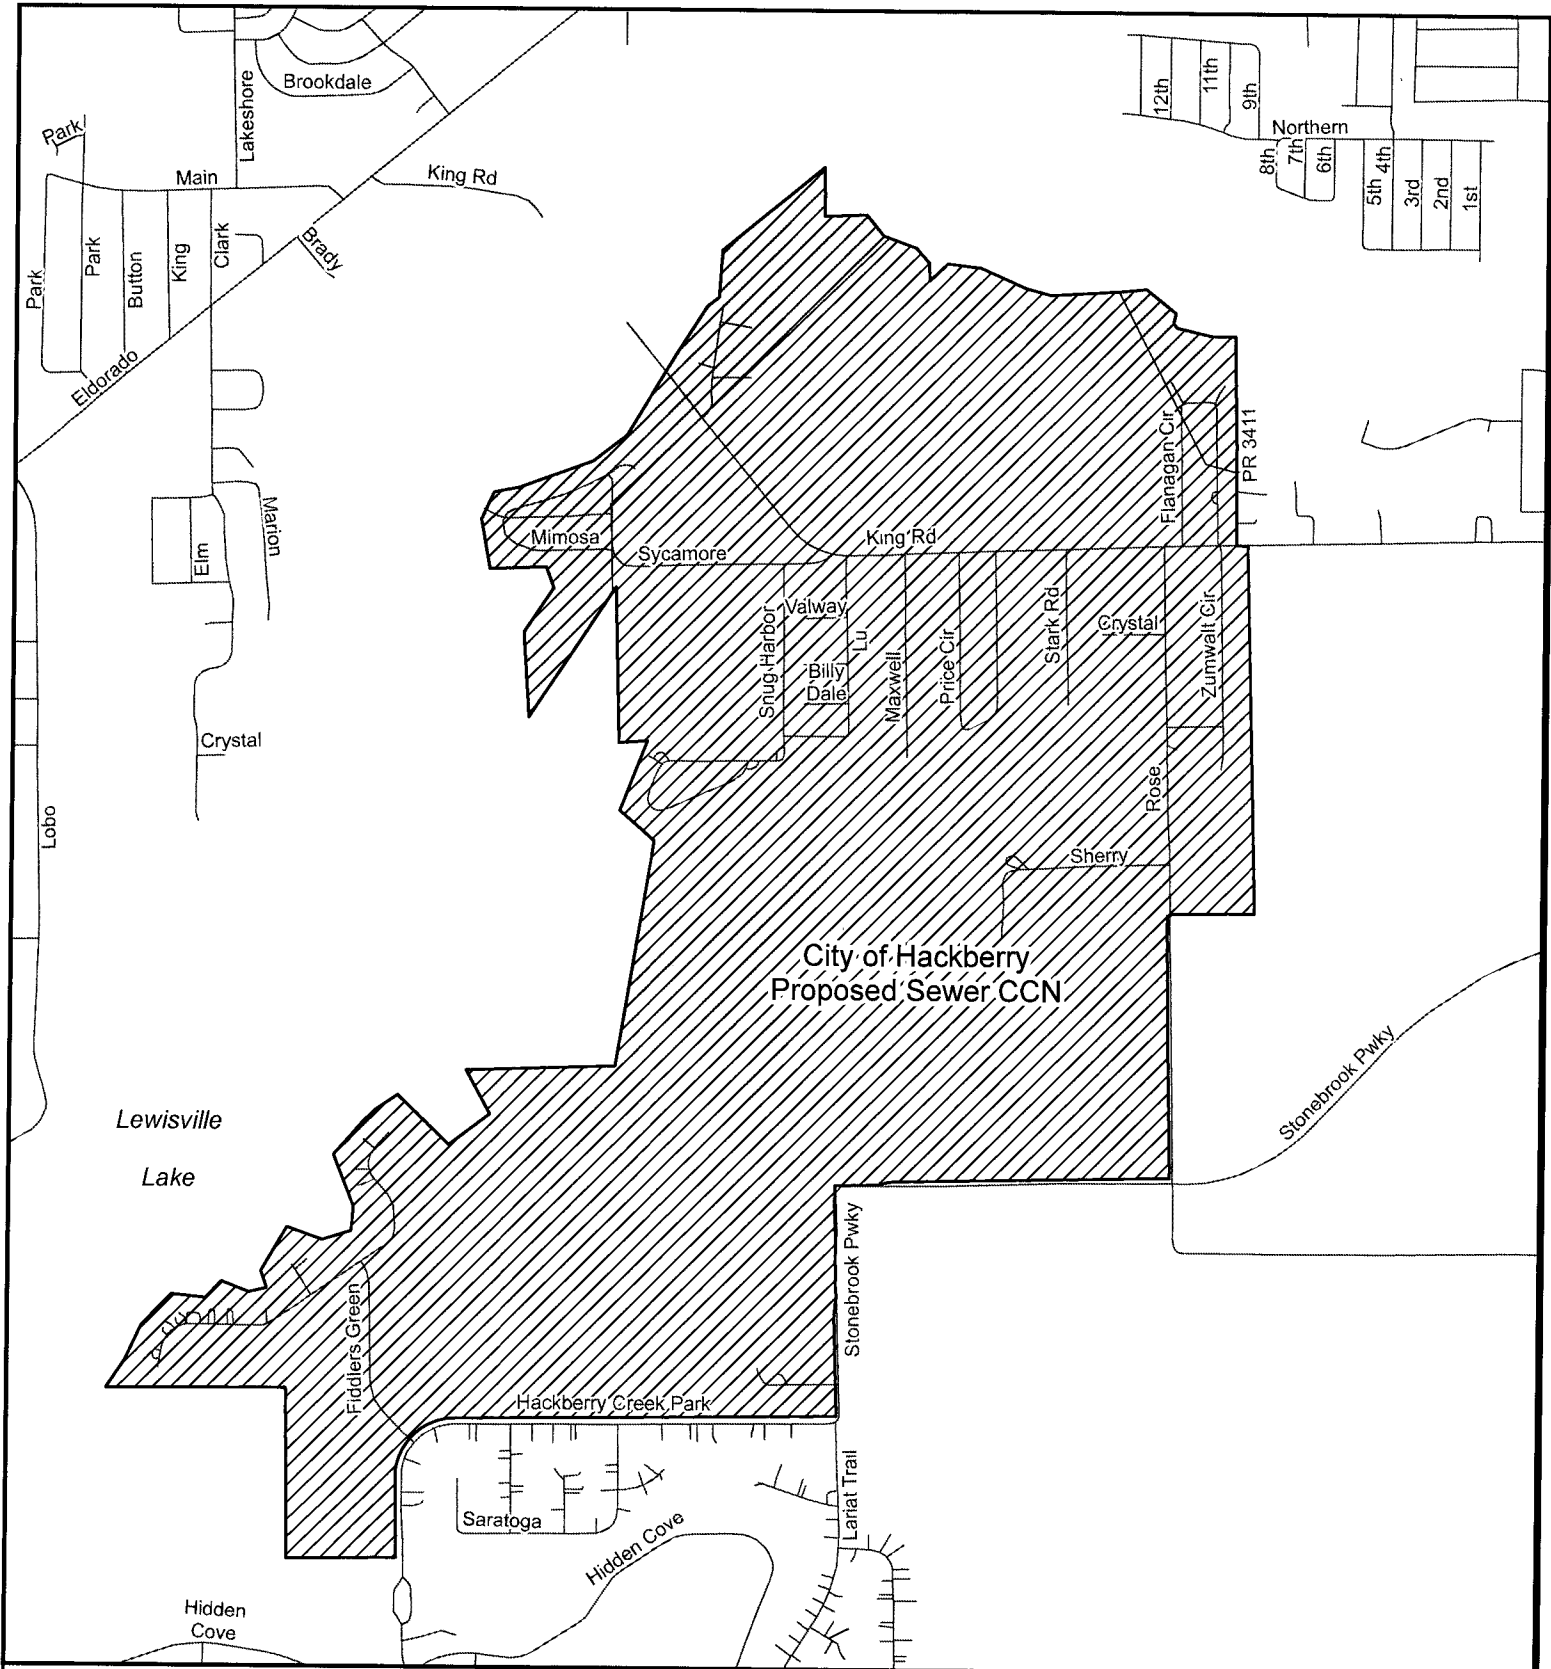 Brookdale
Lakeshore
12th
11th
9th
Park
Northern
Main
King Rd
8th
7th
6th
5th
4th
3rd
2nd
1st
Park
Park
Button
King
Clark
Brady
Eldorado
Flanagan Cir
PR 3411
Marion
Elm
Mimosa
Sycamore
King Rd
Valway
Snug Harbor
Lu
Billy
Dale
Maxwell
Price Cir
Stark Rd
Crystal
Zumwalt Cir
Crystal
Lobo
Rose
Sherry
City of Hackberry
Proposed Sewer CCN
Stonebrook Pwky
Lewisville
Lake
Stonebrook Pwky
Fiddlers Green
Hackberry Creek Park
Lariat Trail
Saratoga
Hidden Cove
Hidden
Cove